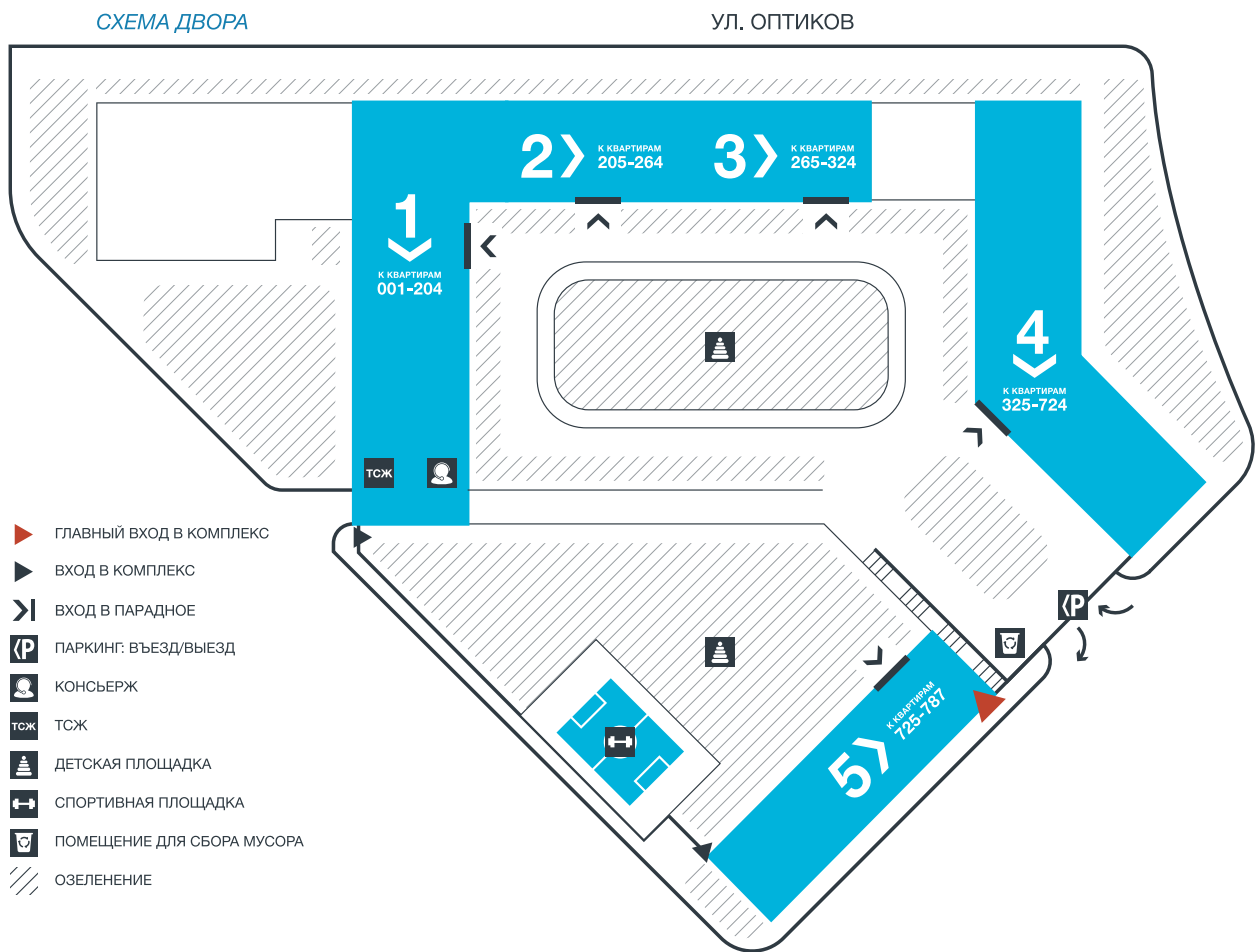 СХЕМА ДВОРА
УЛ. ОПТИКОВ
1
К КВАРТИРАМ
001-204
2
К КВАРТИРАМ
205-264
3
К КВАРТИРАМ
265-324
4
К КВАРТИРАМ
325-724
ТСЖ
P
5
К КВАРТИРАМ
725-787
ГЛАВНЫЙ ВХОД В КОМПЛЕКС
ВХОД В КОМПЛЕКС
ВХОД В ПАРАДНОЕ
P ПАРКИНГ: ВЪЕЗД/ВЫЕЗД
КОНСЬЕРЖ
ТСЖ ТСЖ
ДЕТСКАЯ ПЛОЩАДКА
СПОРТИВНАЯ ПЛОЩАДКА
ПОМЕЩЕНИЕ ДЛЯ СБОРА МУСОРА
ОЗЕЛЕНЕНИЕ